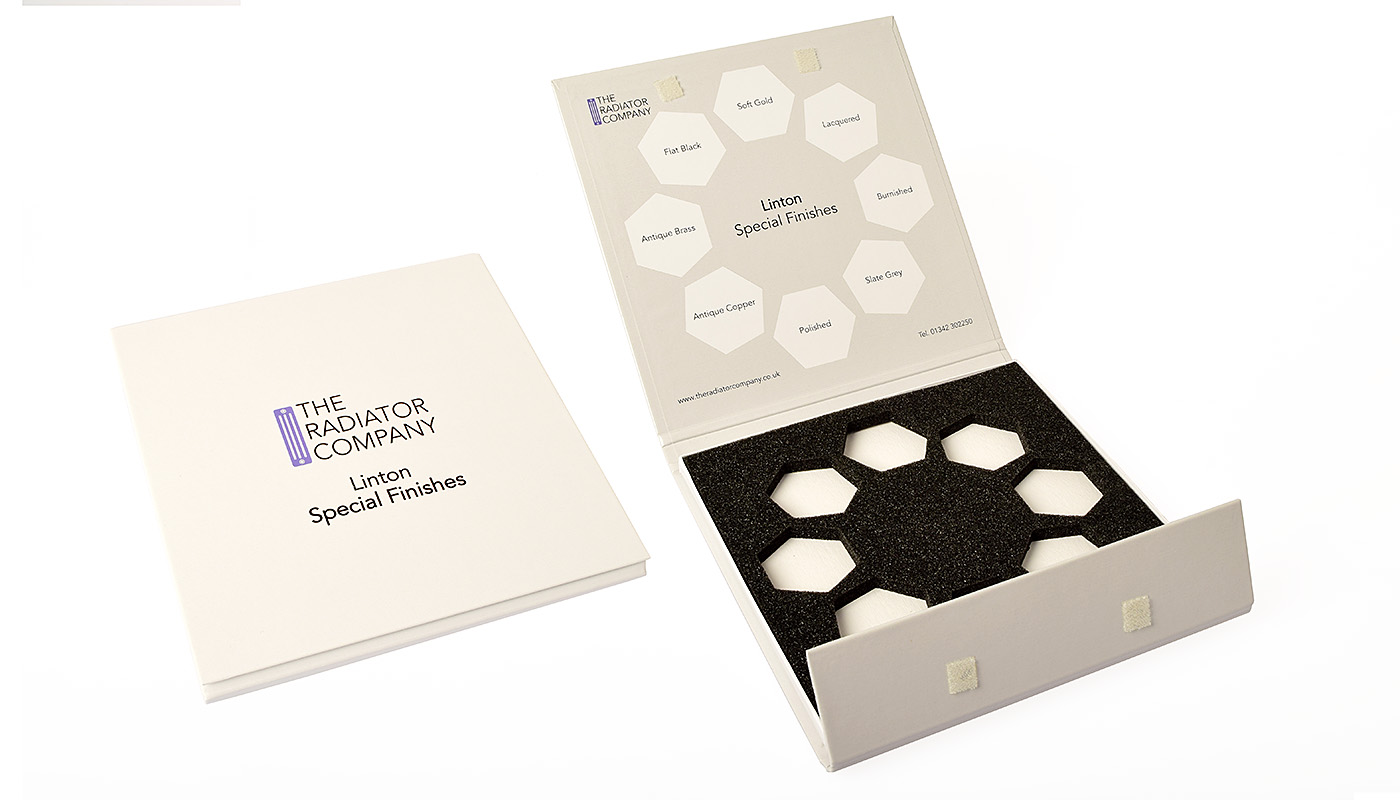 THE
RADIATOR
COMPANY
Linton
Special Finishes
THE
RADIATOR
COMPANY
Soft Gold
Lacquered
Flat Black
Burnished
Linton
Special Finishes
Antique Brass
Slate Grey
Antique Copper
Polished
Tel. 01342 302250
www.theradiatorcompany.co.uk